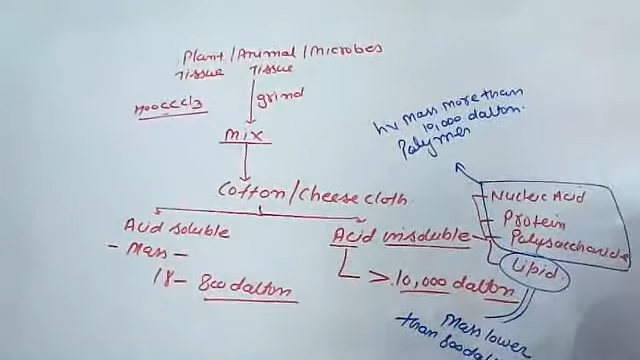 Plant/Animal/Microbes
Tissue Tissue
HOOCCCl3
grind
Mix
Cotton/Cheese cloth
Acid soluble
- Mass -
18 - 800 dalton
Acid insoluble
> 10,000 dalton
hv mass more than
10,000 dalton.
Polymer
Nucleic Acid
Protein
Polysaccharide
Lipid
Mass lower
than 800